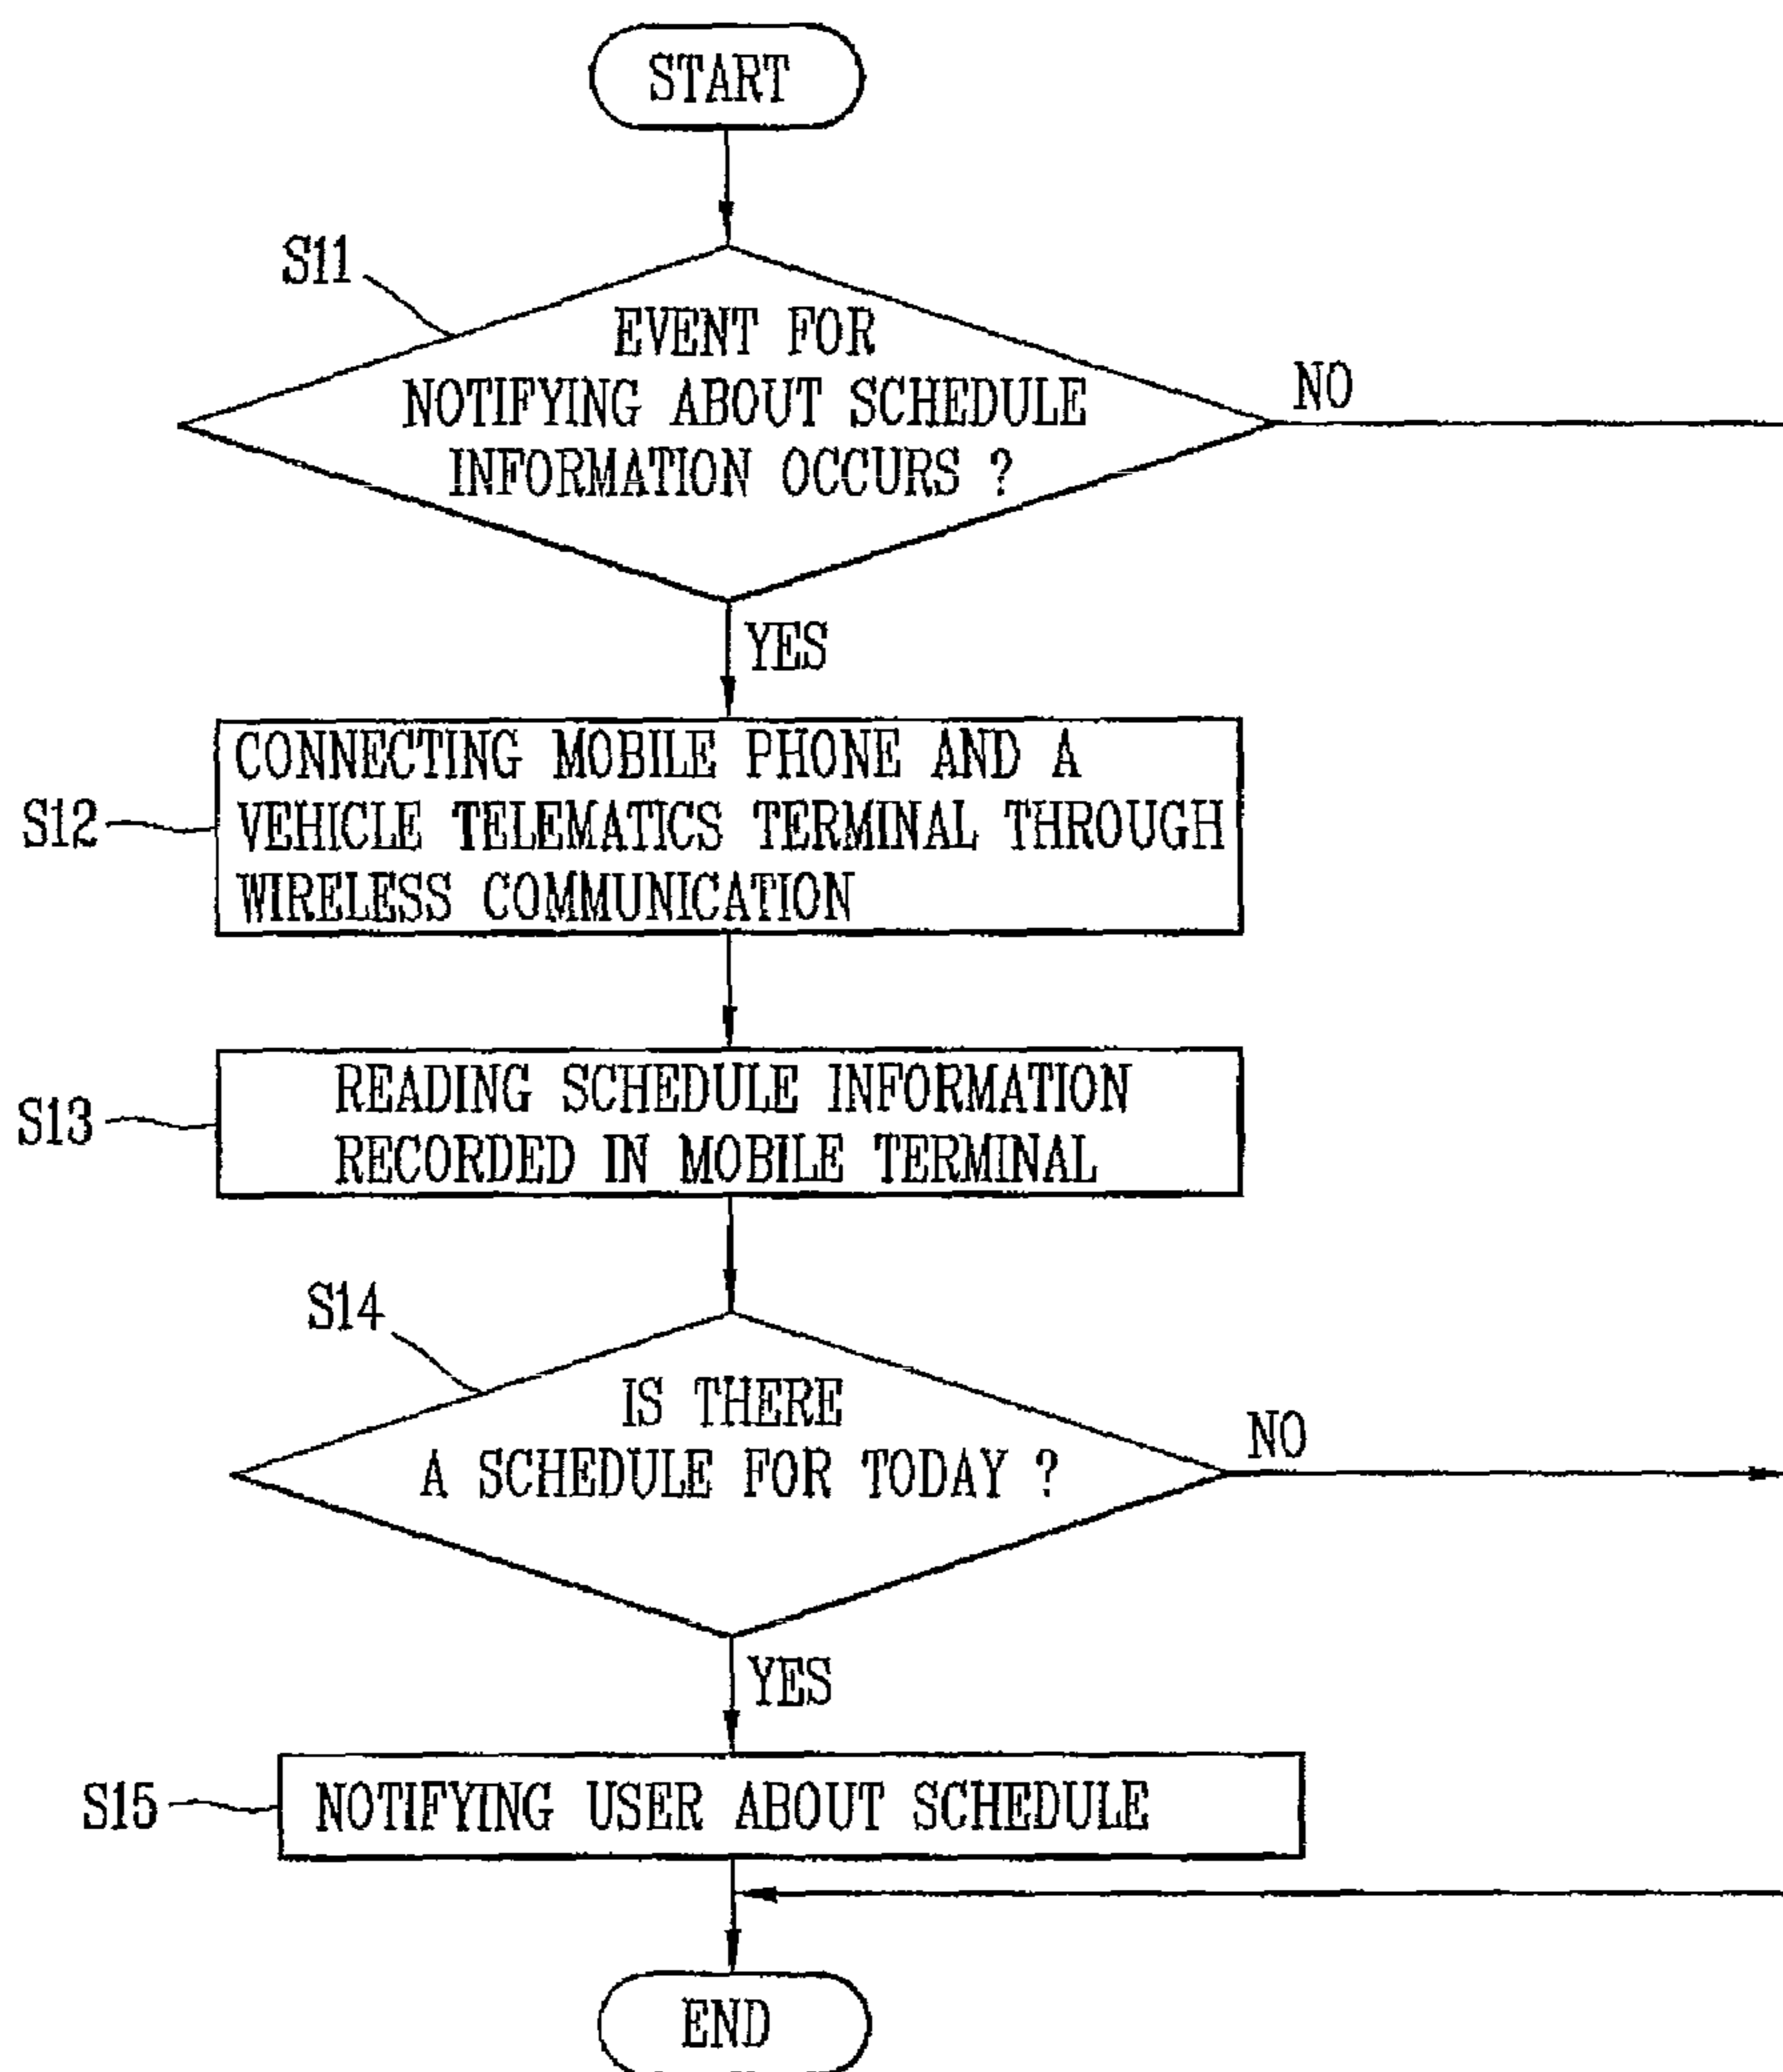 START
S11
EVENT FOR
NOTIFYING ABOUT SCHEDULE
INFORMATION OCCURS ?
NO
YES
S12
CONNECTING MOBILE PHONE AND A
VEHICLE TELEMATICS TERMINAL THROUGH
WIRELESS COMMUNICATION
S13
READING SCHEDULE INFORMATION
RECORDED IN MOBILE TERMINAL
S14
IS THERE
A SCHEDULE FOR TODAY ?
NO
YES
S15
NOTIFYING USER ABOUT SCHEDULE
END